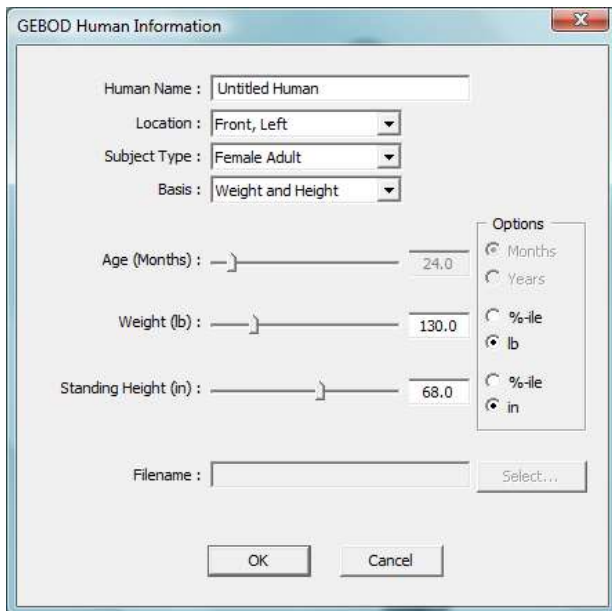 GEBOD Human Information
Human Name : Untitled Human
Location : Front, Left
Subject Type : Female Adult
Basis : Weight and Height
Options
Age (Months) : 24.0
Months
Years
Weight (lb) : 130.0
%-ile
lb
Standing Height (in) : 68.0
%-ile
in
Filename :
Select...
OK Cancel